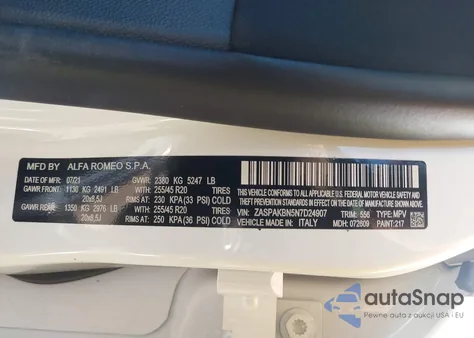 MFD BY ALFA ROMEO S.P.A.
DATE OF MFR: 07/21 GVWR: 2380 KG 5247 LB
GAWR FRONT: 1130 KG 2491 LB WITH 255/45 R20 TIRES
20x8,5J RIMS AT: 230 KPA(33 PSI) COLD
GAWR REAR: 1350 KG 2976 LB WITH 255/45 R20 TIRES
20x8,5J RIMS AT: 250 KPA (36 PSI) COLD
THIS VEHICLE CONFORMS TO ALL APPLICABLE
U.S.A. FEDERAL MOTOR VEHICLE SAFETY, BUMPER AND
THEFT PREVENTION STANDARDS IN EFFECT ON THE
DATE OF MANUFACTURE SHOWN ABOVE.
VIN: ZASPAKBN5N7D24907 TYPE: MPV
VEHICLE MADE IN: ITALY TRIM: 556
MDH: 072609 PAINT: 217
autoSnap
Pewne auta z aukcji USA i EU